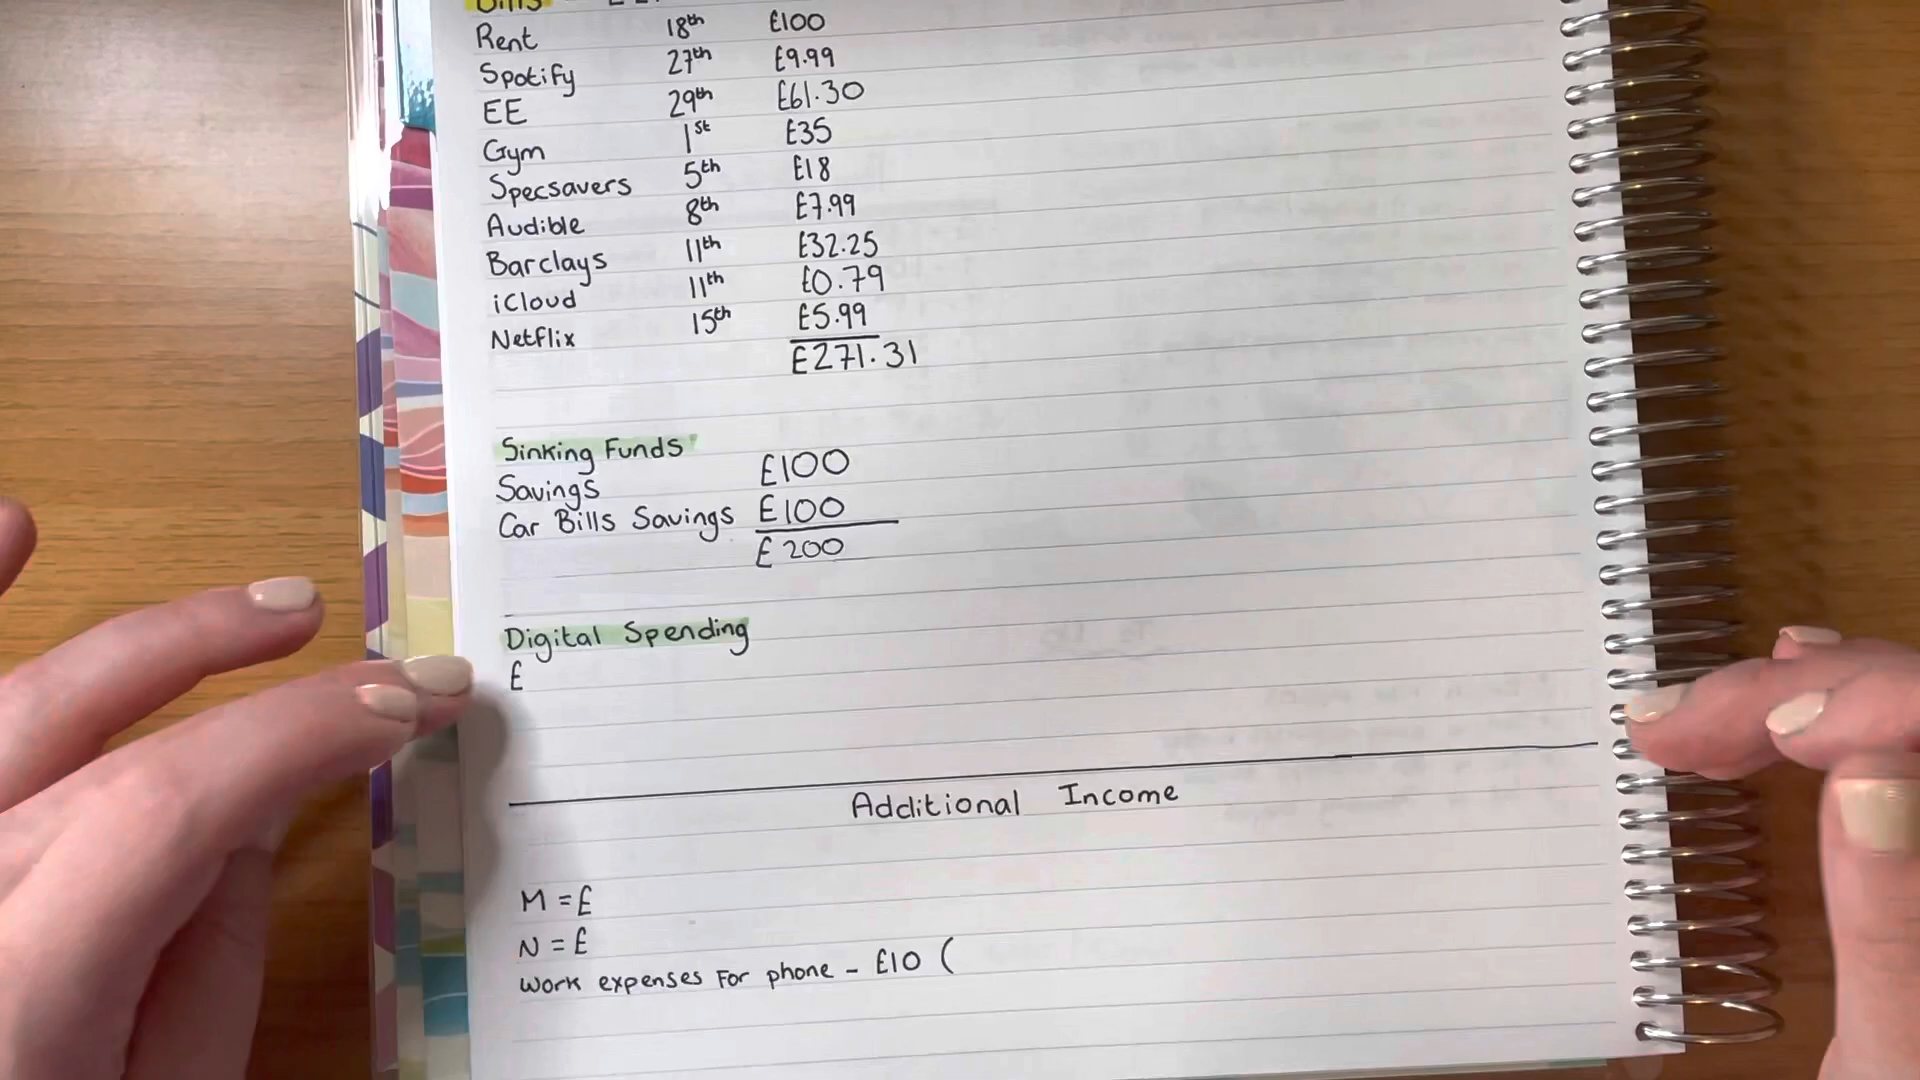 Bills
Rent 18th £100
Spotify 27th £9.99
EE 29th £61.30
Gym 1st £35
Specsavers 5th £18
Audible 8th £7.99
Barclays 11th £32.25
iCloud 11th £0.79
Netflix 15th £5.99
£271.31
Sinking Funds
Savings £100
Car Bills Savings £100
£200
Digital Spending
£
Additional Income
M = £
N = £
Work expenses for phone - £10 (